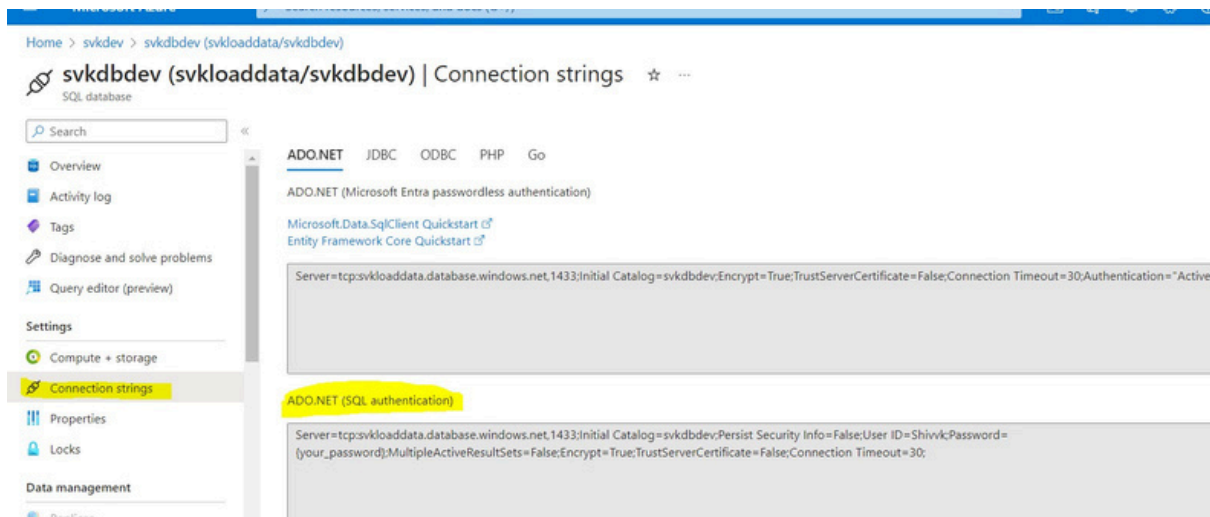 Home > svkdev > svkdbdev (svkloaddata/svkdbdev)
svkdbdev (svkloaddata/svkdbdev) | Connection strings
SQL database
Search
Overview
Activity log
Tags
Diagnose and solve problems
Query editor (preview)
Settings
Compute + storage
Connection strings
Properties
Locks
Data management
ADO.NET JDBC ODBC PHP Go
ADO.NET (Microsoft Entra passwordless authentication)
Microsoft.Data.SqlClient Quickstart
Entity Framework Core Quickstart
Server=tcp:svkloaddata.database.windows.net,1433;Initial Catalog=svkdbdev;Encrypt=True;TrustServerCertificate=False;Connection Timeout=30;Authentication="Active
ADO.NET (SQL authentication)
Server=tcp:svkloaddata.database.windows.net,1433;Initial Catalog=svkdbdev;Persist Security Info=False;User ID=Shivvk;Password=
{your_password};MultipleActiveResultSets=False;Encrypt=True;TrustServerCertificate=False;Connection Timeout=30;